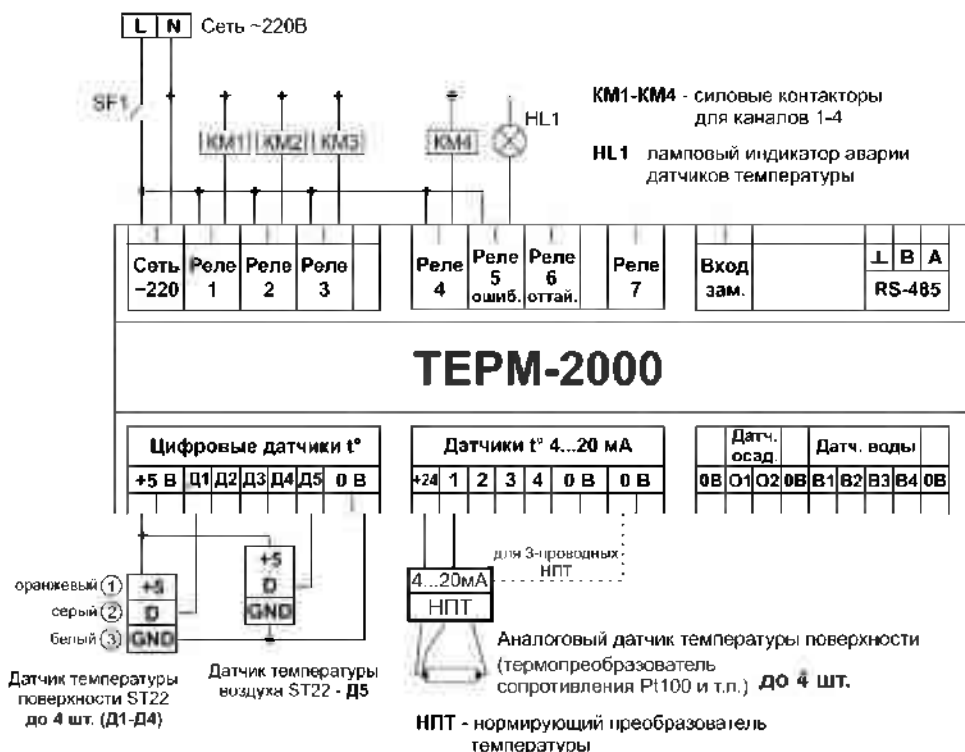 L N Сеть ~220В
SF1
КМ1 КМ2 КМ3 КМ4 HL1
КМ1-КМ4 - силовые контакторы
для каналов 1-4
HL1 ламповый индикатор аварии
датчиков температуры
Сеть ~220
Реле 1
Реле 2
Реле 3
Реле 4
Реле 5 ошиб.
Реле 6 оттай.
Реле 7
Вход зам.
⊥ B A
RS-485
ТЕРМ-2000
Цифровые датчики t°
+5 В Д1 Д2 Д3 Д4 Д5 0 В
Датчики t° 4...20 мА
+24 1 2 3 4 0 В 0 В
Датч. осад.
Датч. воды
0В О1 О2 0В В1 В2 В3 В4 0В
оранжевый 1 +5
серый 2 D
белый 3 GND
+5
D
GND
Датчик температуры
поверхности ST22
до 4 шт. (Д1-Д4)
Датчик температуры
воздуха ST22 - Д5
для 3-проводных
НПТ
4...20мА
НПТ
Аналоговый датчик температуры поверхности
(термопреобразователь
сопротивления Pt100 и т.п.) до 4 шт.
НПТ - нормирующий преобразователь
температуры